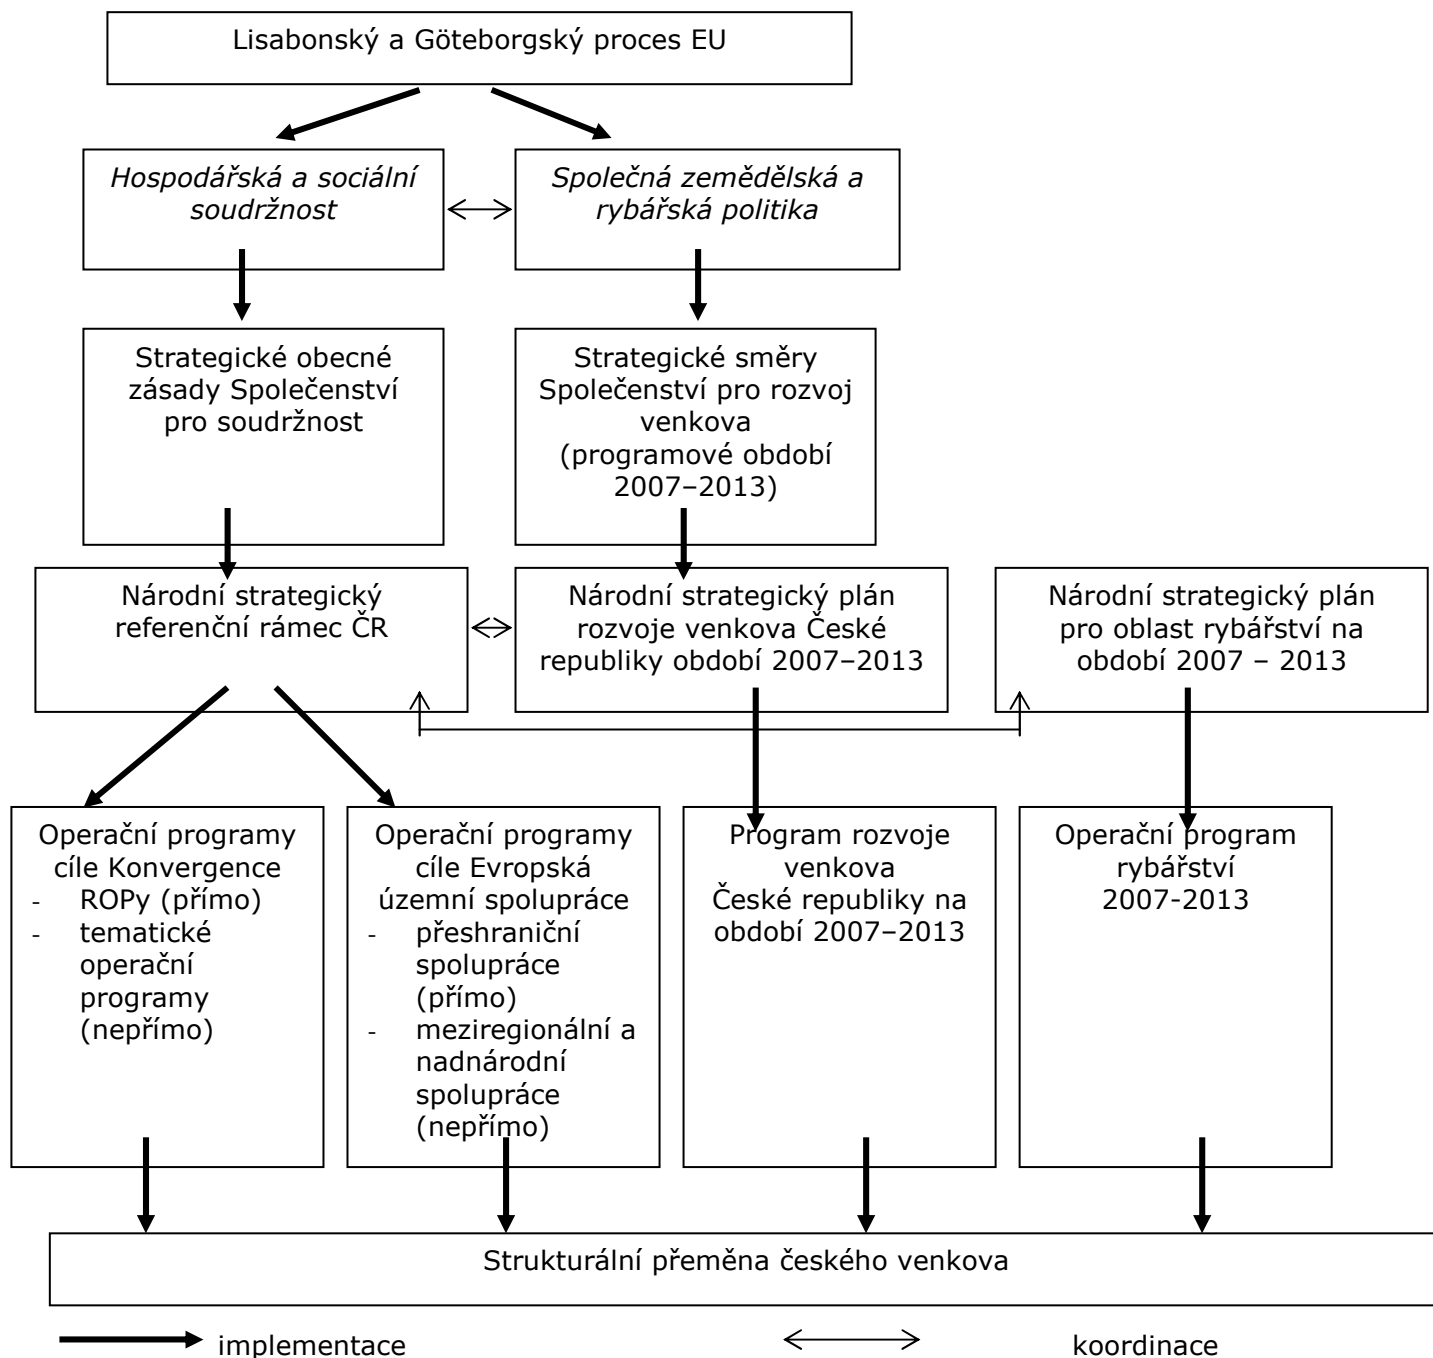 Lisabonský a Göteborgský proces EU
Hospodářská a sociální
soudržnost
Společná zemědělská a
rybářská politika
Strategické obecné
zásady Společenství
pro soudržnost
Strategické směry
Společenství pro rozvoj
venkova
(programové období
2007–2013)
Národní strategický
referenční rámec ČR
Národní strategický plán
rozvoje venkova České
republiky období 2007–2013
Národní strategický plán
pro oblast rybářství na
období 2007 – 2013
Operační programy
cíle Konvergence
- ROPy (přímo)
- tematické
operační
programy
(nepřímo)
Operační programy
cíle Evropská
územní spolupráce
- přeshraniční
spolupráce
(přímo)
- meziregionální a
nadnárodní
spolupráce
(nepřímo)
Program rozvoje
venkova
České republiky na
období 2007–2013
Operační program
rybářství
2007-2013
Strukturální přeměna českého venkova
implementace
koordinace